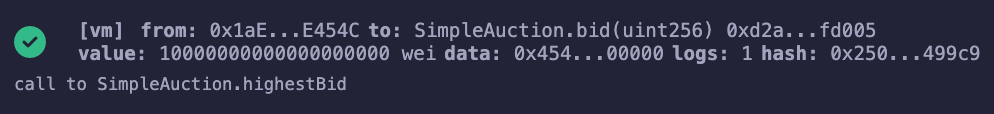 [vm] from: 0x1aE...E454C to: SimpleAuction.bid(uint256) 0xd2a...fd005
value: 10000000000000000000 wei data: 0x454...00000 logs: 1 hash: 0x250...499c9
call to SimpleAuction.highestBid